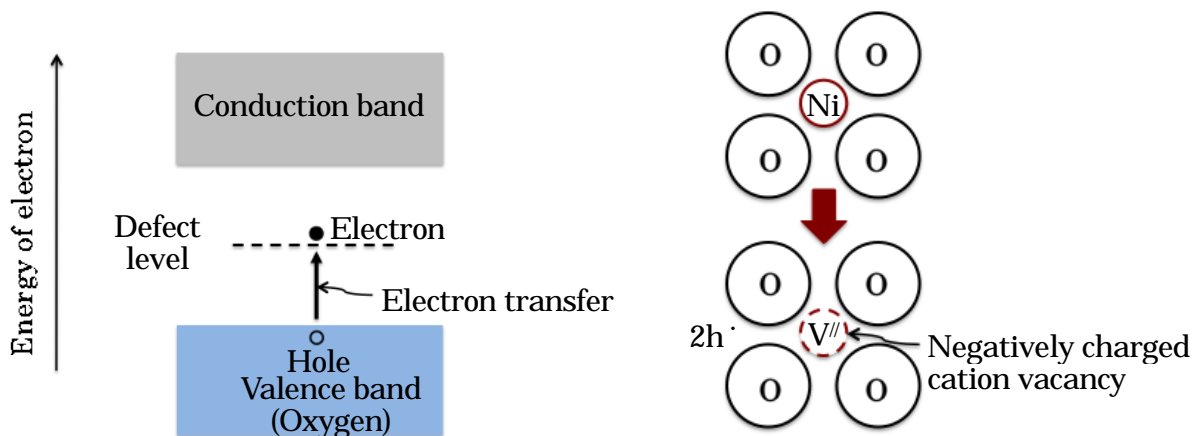 Energy of electron
Conduction band
Defect
level
Electron
Electron transfer
Hole
Valence band
(Oxygen)
O O
Ni
O O
O O
2h˙ V′′
O O
Negatively charged
cation vacancy